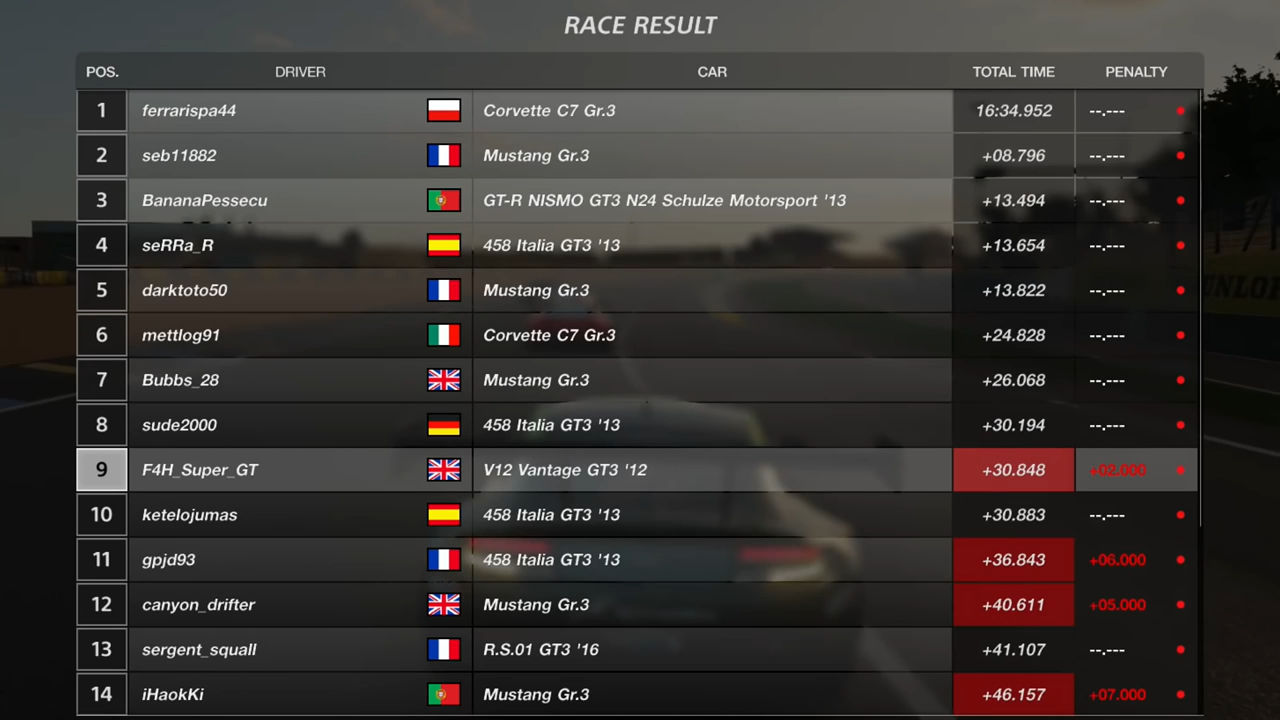 RACE RESULT
POS. DRIVER CAR TOTAL TIME PENALTY
1 ferrarispa44 Corvette C7 Gr.3 16:34.952 --.---
2 seb11882 Mustang Gr.3 +08.796 --.---
3 BananaPessecu GT-R NISMO GT3 N24 Schulze Motorsport '13 +13.494 --.---
4 seRRa_R 458 Italia GT3 '13 +13.654 --.---
5 darktoto50 Mustang Gr.3 +13.822 --.---
6 mettlog91 Corvette C7 Gr.3 +24.828 --.---
7 Bubbs_28 Mustang Gr.3 +26.068 --.---
8 sude2000 458 Italia GT3 '13 +30.194 --.---
9 F4H_Super_GT V12 Vantage GT3 '12 +30.848 +02.000
10 ketelojumas 458 Italia GT3 '13 +30.883 --.---
11 gpjd93 458 Italia GT3 '13 +36.843 +06.000
12 canyon_drifter Mustang Gr.3 +40.611 +05.000
13 sergent_squall R.S.01 GT3 '16 +41.107 --.---
14 iHaokKi Mustang Gr.3 +46.157 +07.000